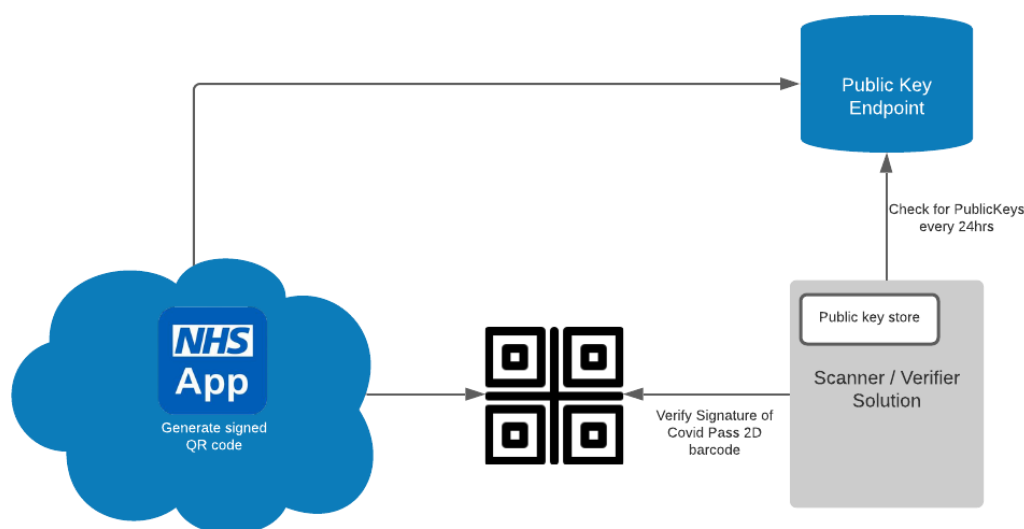 Public Key
Endpoint
Check for PublicKeys
every 24hrs
Public key store
Scanner / Verifier
Solution
NHS
App
Generate signed
QR code
Verify Signature of
Covid Pass 2D
barcode